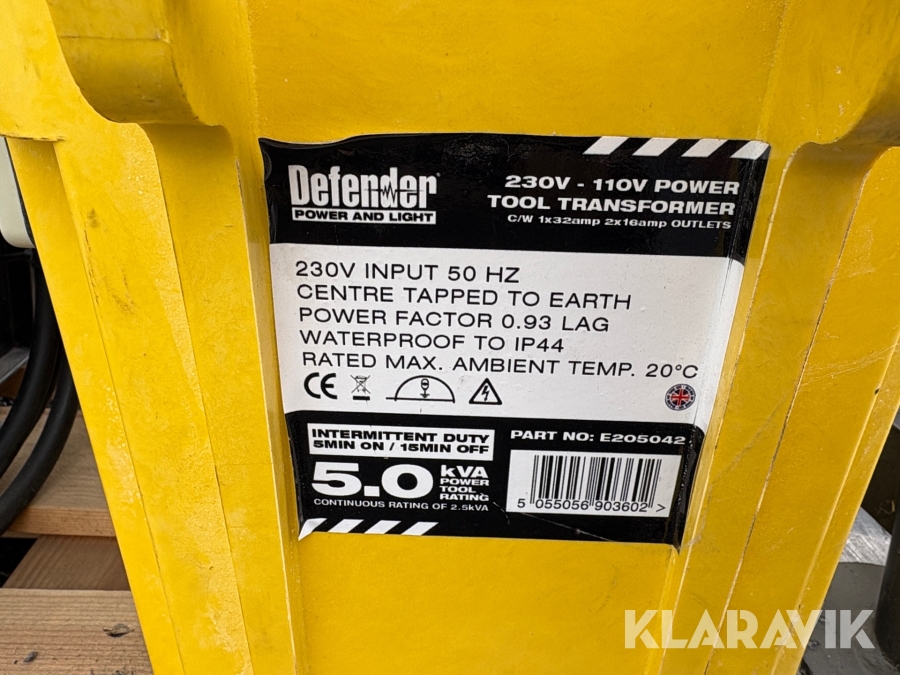 Defender
POWER AND LIGHT
230V - 110V POWER
TOOL TRANSFORMER
C/W 1x32amp 2x16amp OUTLETS
230V INPUT 50 HZ
CENTRE TAPPED TO EARTH
POWER FACTOR 0.93 LAG
WATERPROOF TO IP44
RATED MAX. AMBIENT TEMP. 20°C
CE
INTERMITTENT DUTY
5MIN ON / 15MIN OFF
5.0 kVA
POWER
TOOL
RATING
CONTINUOUS RATING OF 2.5kVA
PART NO: E205042
5 055056 903602 >
KLARAVIK